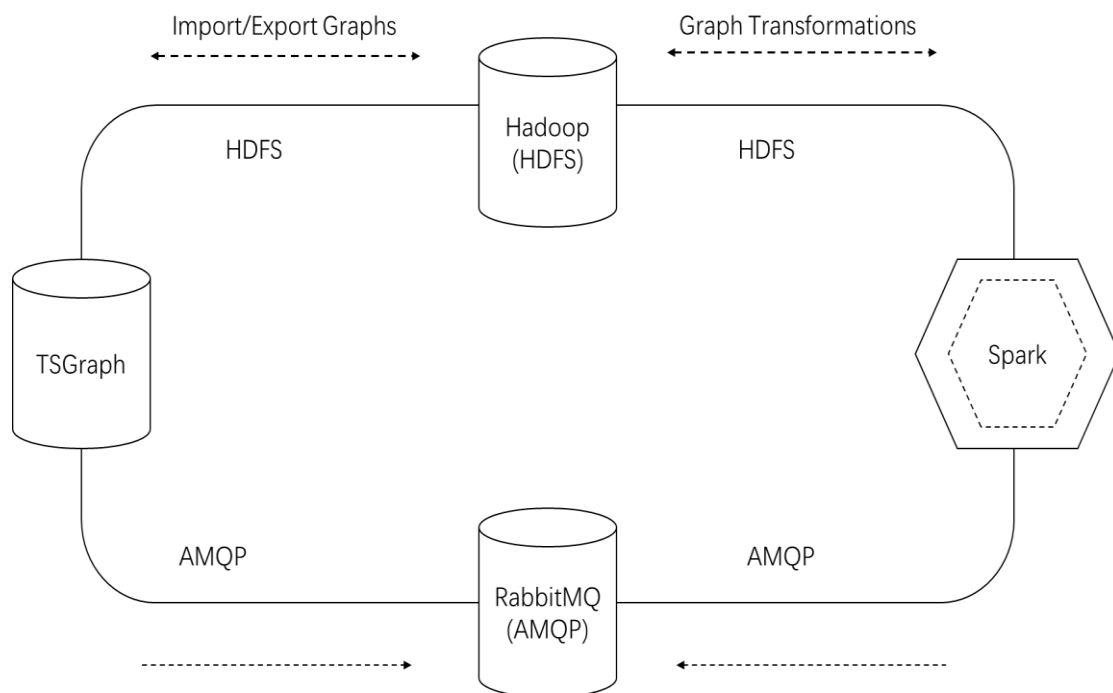 Import/Export Graphs
Graph Transformations
Hadoop
(HDFS)
HDFS
HDFS
TSGraph
Spark
AMQP
AMQP
RabbitMQ
(AMQP)